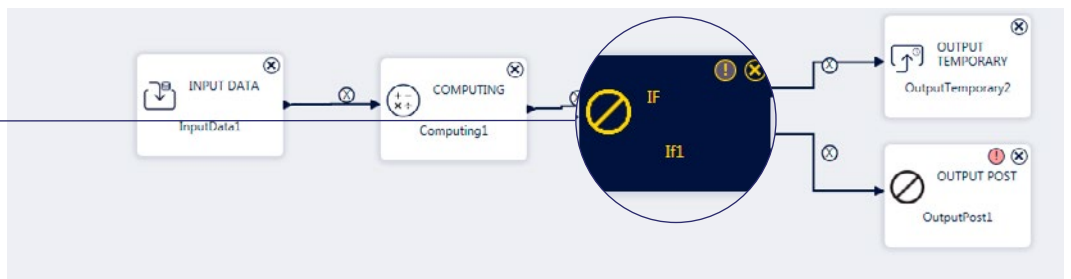 INPUT DATA
InputData1
COMPUTING
Computing1
IF
If1
OUTPUT
TEMPORARY
OutputTemporary2
OUTPUT POST
OutputPost1